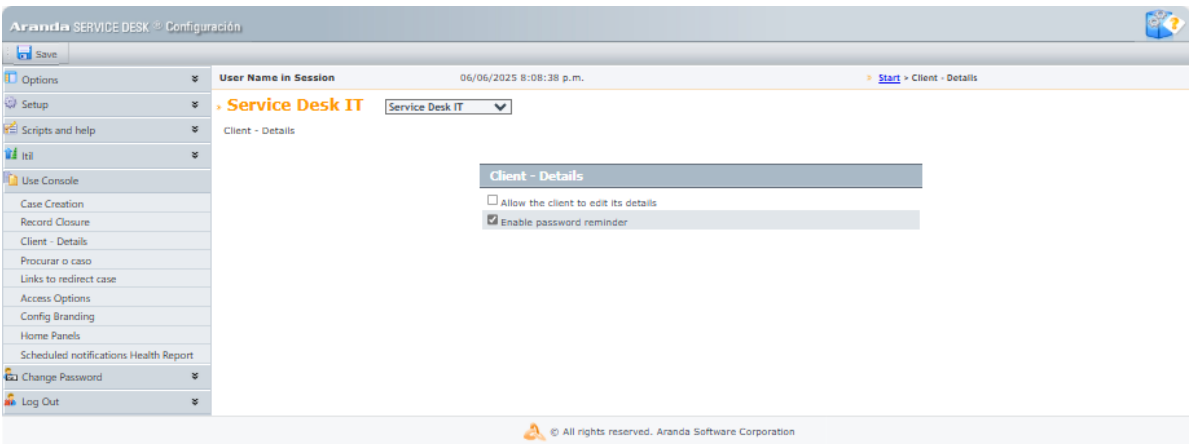 Aranda SERVICE DESK ® Configuración
Save
Options
Setup
Scripts and help
Itil
Use Console
Case Creation
Record Closure
Client - Details
Procurar o caso
Links to redirect case
Access Options
Config Branding
Home Panels
Scheduled notifications Health Report
Change Password
Log Out
User Name in Session 06/06/2025 8:08:38 p.m. Start > Client - Details
Service Desk IT Service Desk IT
Client - Details
Client - Details
Allow the client to edit its details
Enable password reminder
© All rights reserved. Aranda Software Corporation